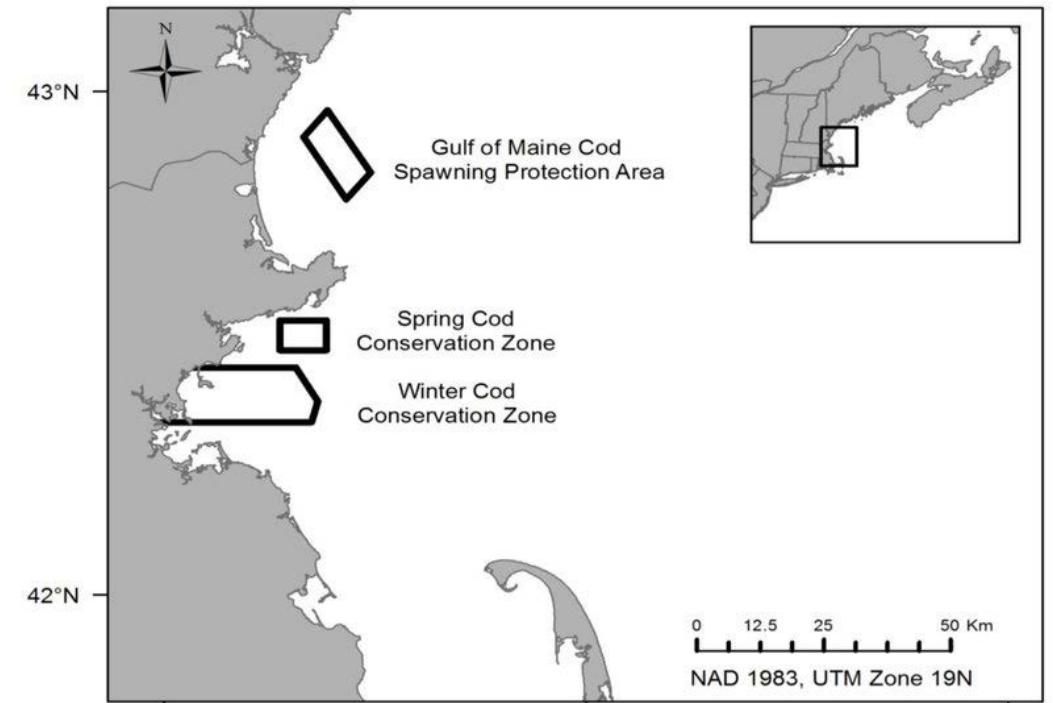 N
43°N
Gulf of Maine Cod
Spawning Protection Area
Spring Cod
Conservation Zone
Winter Cod
Conservation Zone
42°N
0 12.5 25 50 Km
NAD 1983, UTM Zone 19N